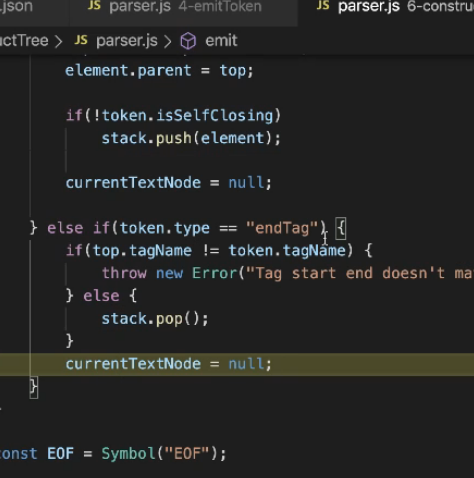 .json JS parser.js 4-emitToken JS parser.js 6-constru
uctTree > JS parser.js > emit
element.parent = top;
if(!token.isSelfClosing)
stack.push(element);
currentTextNode = null;
} else if(token.type == "endTag") {
if(top.tagName != token.tagName) {
throw new Error("Tag start end doesn't ma
} else {
stack.pop();
}
currentTextNode = null;
}
onst EOF = Symbol("EOF");